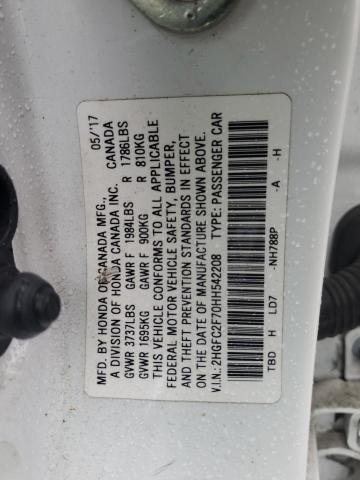 MFD. BY HONDA OF CANADA MFG., 05/'17
A DIVISION OF HONDA CANADA INC. CANADA
GVWR 3737LBS GAWR F 1984LBS R 1786LBS
GVWR 1695KG GAWR F 900KG R 810KG
THIS VEHICLE CONFORMS TO ALL APPLICABLE
FEDERAL MOTOR VEHICLE SAFETY, BUMPER,
AND THEFT PREVENTION STANDARDS IN EFFECT
ON THE DATE OF MANUFACTURE SHOWN ABOVE.
V.I.N.: 2HGFC2F70HH542208 TYPE: PASSENGER CAR
TBD H LD7 -NH788P -A -H